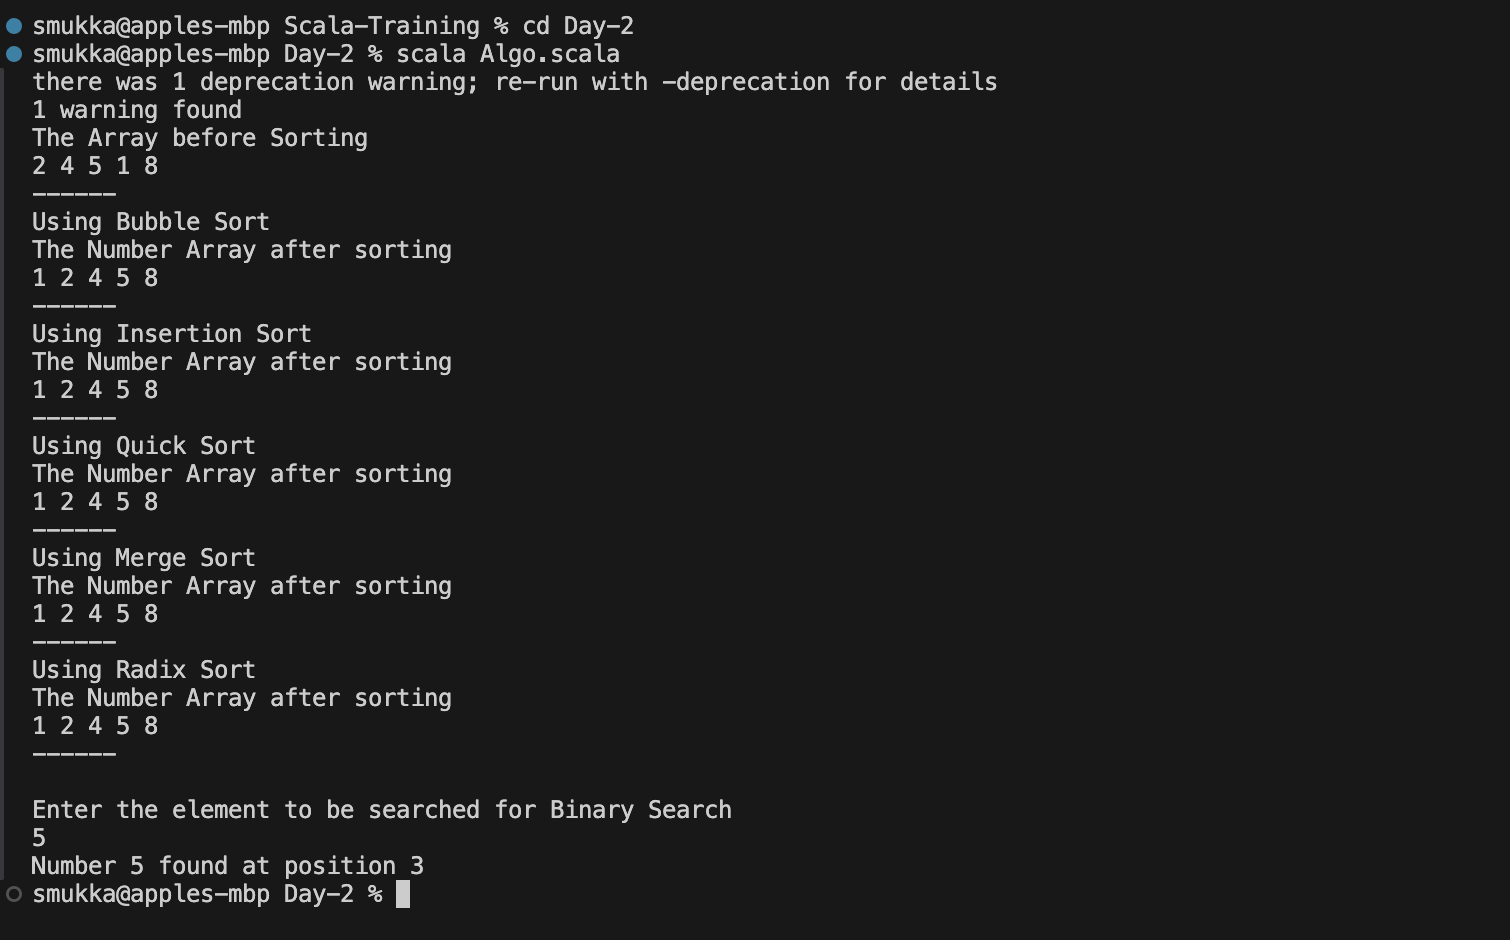 smukka@apples-mbp Scala-Training % cd Day-2
smukka@apples-mbp Day-2 % scala Algo.scala
there was 1 deprecation warning; re-run with -deprecation for details
1 warning found
The Array before Sorting
2 4 5 1 8
------
Using Bubble Sort
The Number Array after sorting
1 2 4 5 8
------
Using Insertion Sort
The Number Array after sorting
1 2 4 5 8
------
Using Quick Sort
The Number Array after sorting
1 2 4 5 8
------
Using Merge Sort
The Number Array after sorting
1 2 4 5 8
------
Using Radix Sort
The Number Array after sorting
1 2 4 5 8
------
Enter the element to be searched for Binary Search
5
Number 5 found at position 3
smukka@apples-mbp Day-2 %